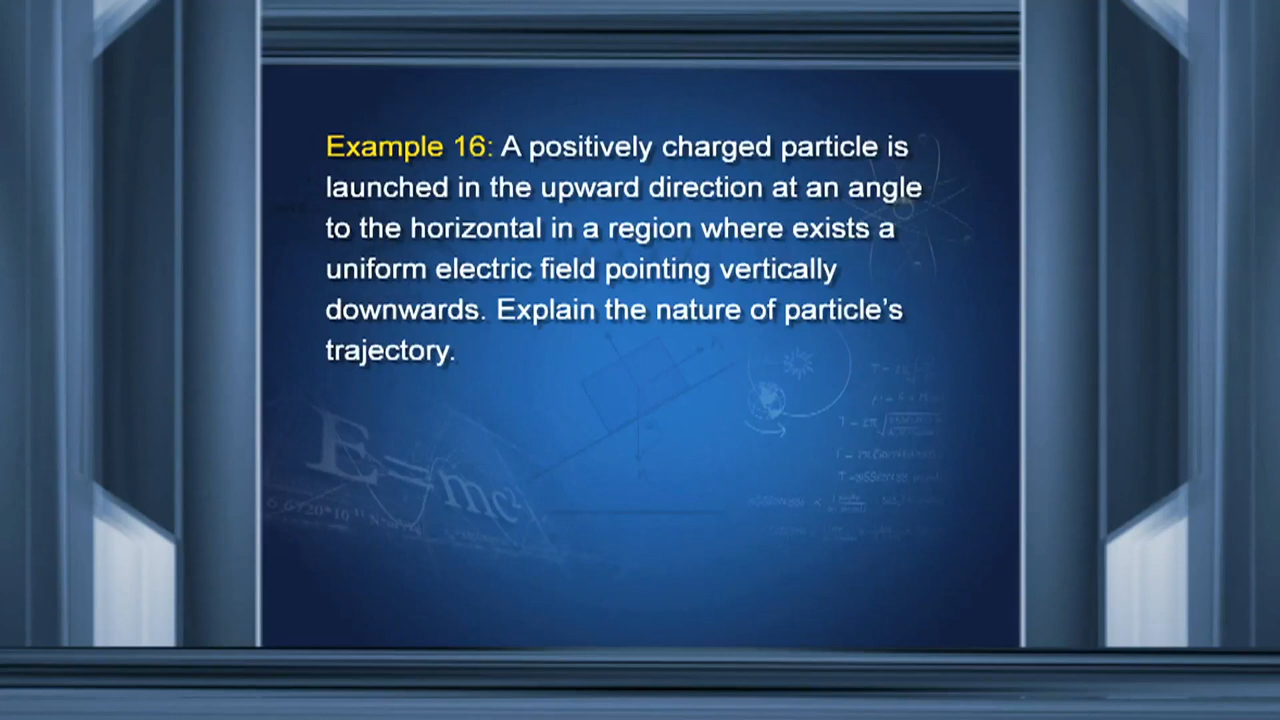 Example 16: A positively charged particle is
launched in the upward direction at an angle
to the horizontal in a region where exists a
uniform electric field pointing vertically
downwards. Explain the nature of particle’s
trajectory.
E=mc²